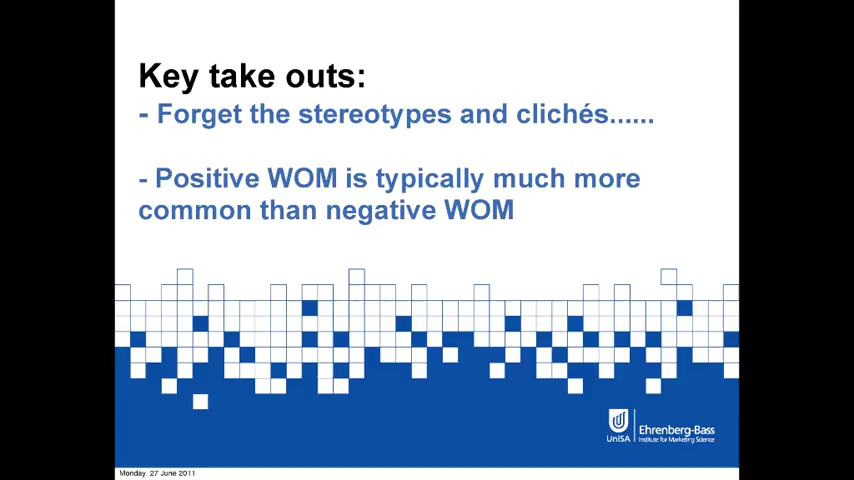 Key take outs:
- Forget the stereotypes and clichés......
- Positive WOM is typically much more
common than negative WOM
UniSA
Ehrenberg-Bass
Institute for Marketing Science
Monday, 27 June 2011